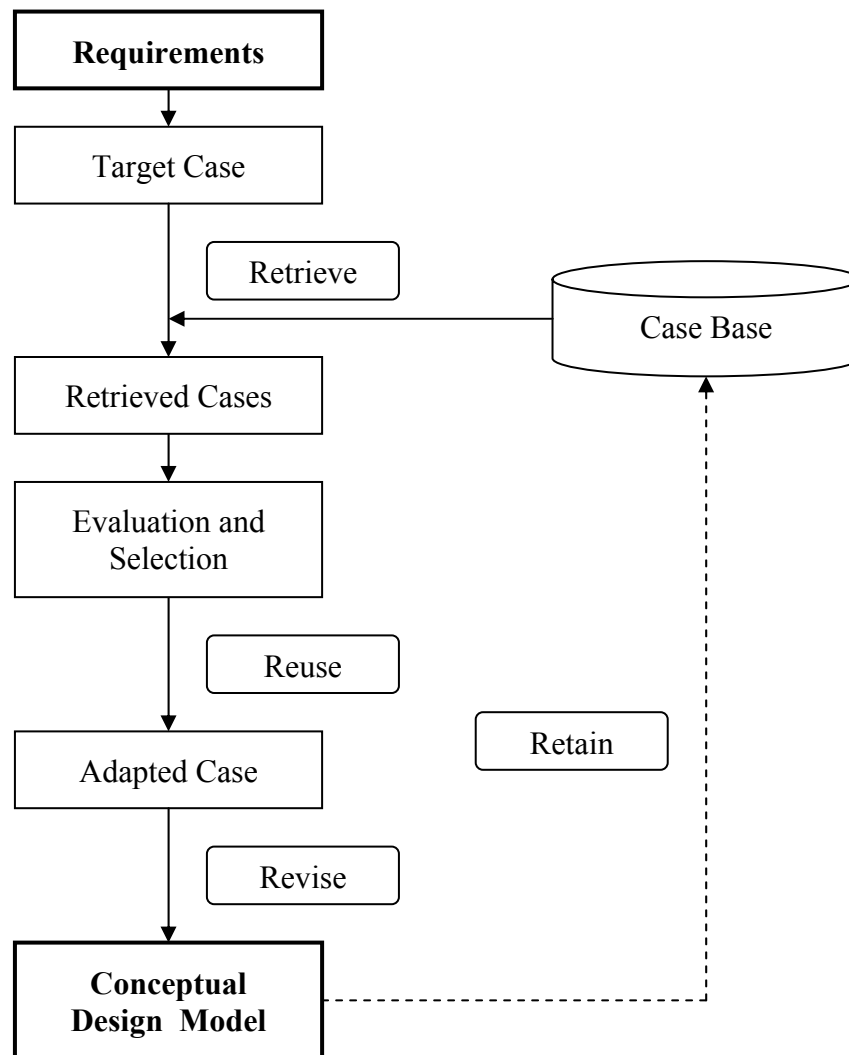 Requirements
Target Case
Retrieve
Case Base
Retrieved Cases
Evaluation and
Selection
Reuse
Retain
Adapted Case
Revise
Conceptual
Design  Model